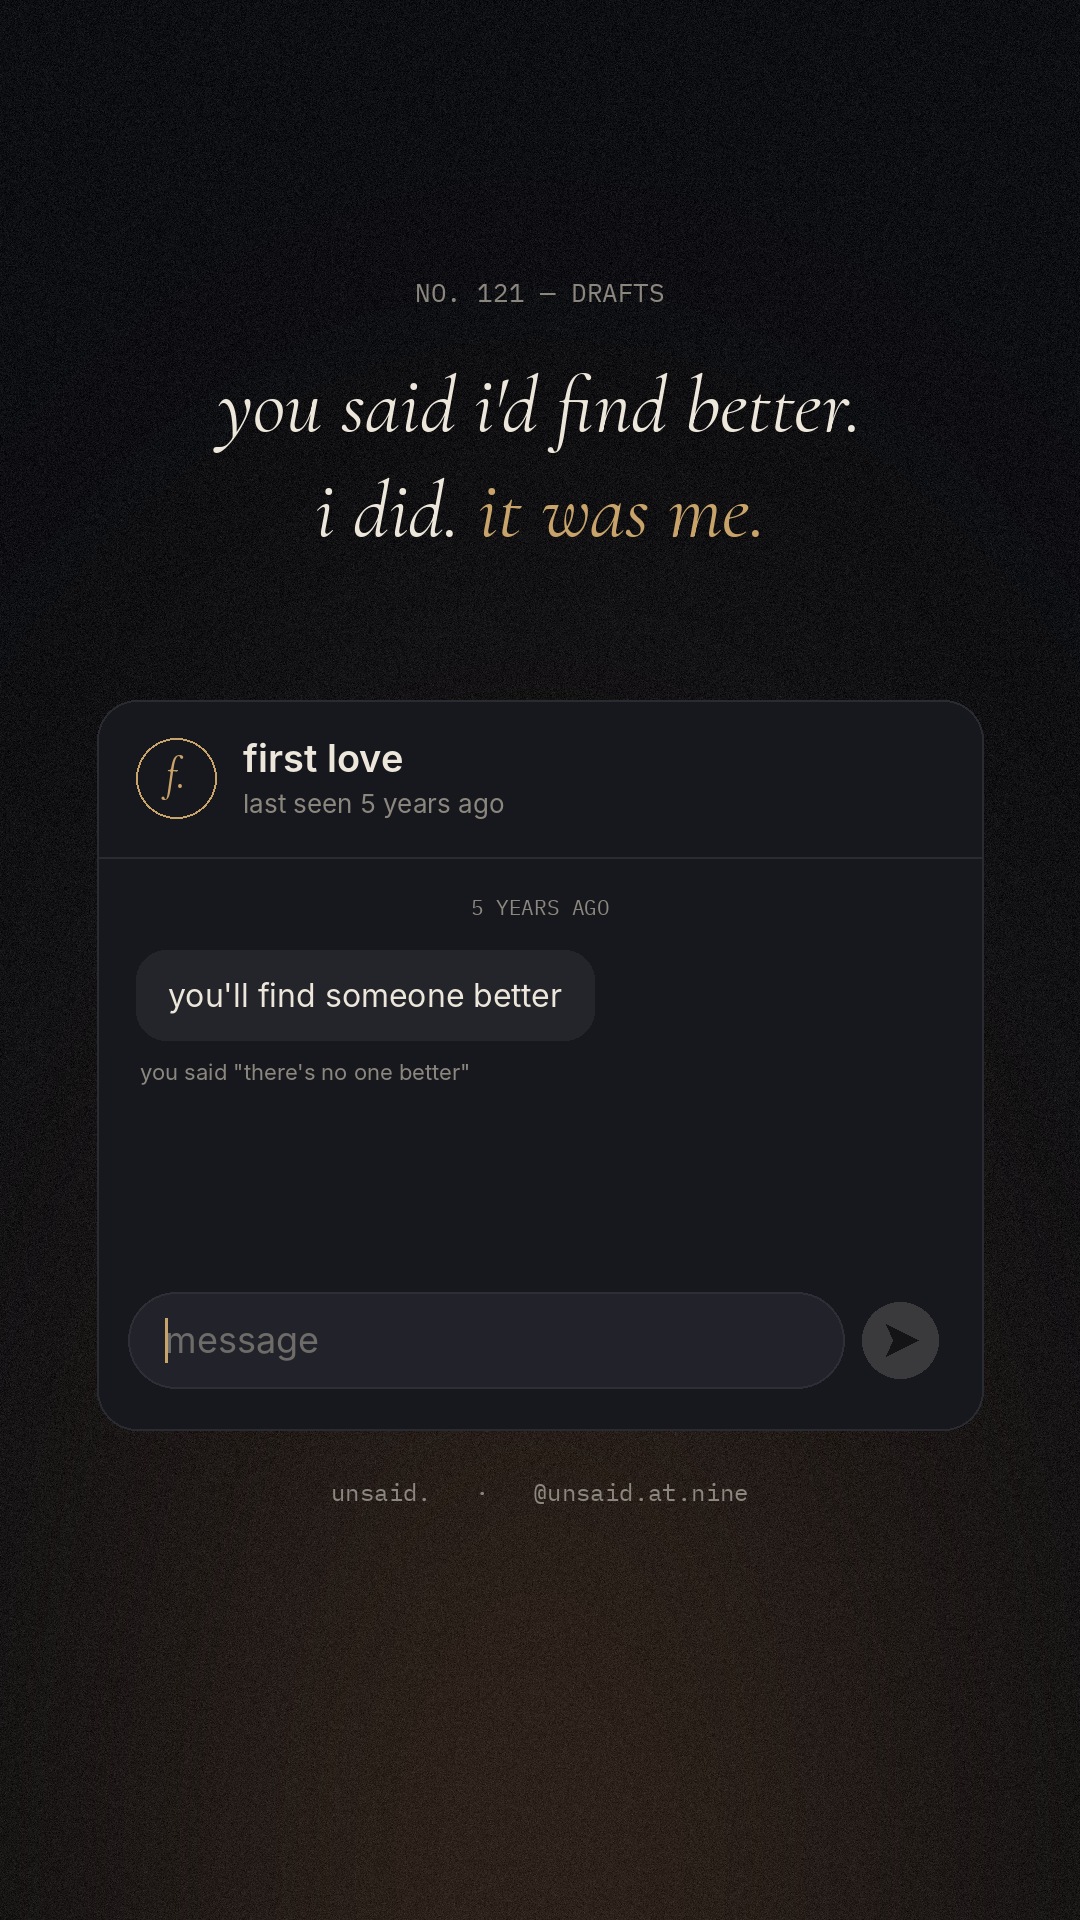 NO. 121 — DRAFTS
you said i'd find better.
i did. it was me.
f.
first love
last seen 5 years ago
5 YEARS AGO
you'll find someone better
you said "there's no one better"
message
unsaid. · @unsaid.at.nine